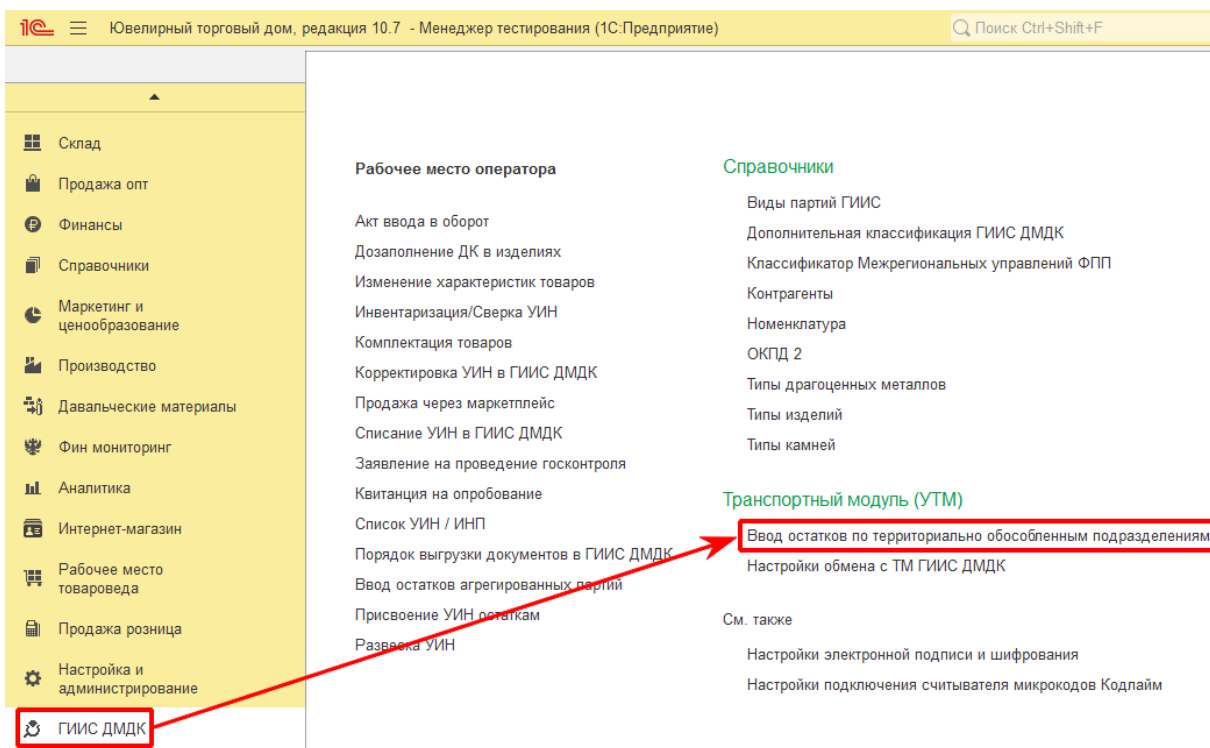 1С Ювелирный торговый дом, редакция 10.7 - Менеджер тестирования (1С:Предприятие) Поиск Ctrl+Shift+F
Склад
Продажа опт
Финансы
Справочники
Маркетинг и
ценообразование
Производство
Давальческие материалы
Фин мониторинг
Аналитика
Интернет-магазин
Рабочее место
товароведа
Продажа розница
Настройка и
администрирование
ГИИС ДМДК
Рабочее место оператора
Акт ввода в оборот
Дозаполнение ДК в изделиях
Изменение характеристик товаров
Инвентаризация/Сверка УИН
Комплектация товаров
Корректировка УИН в ГИИС ДМДК
Продажа через маркетплейс
Списание УИН в ГИИС ДМДК
Заявление на проведение госконтроля
Квитанция на опробование
Список УИН / ИНП
Порядок выгрузки документов в ГИИС ДМДК
Ввод остатков агрегированных партий
Присвоение УИН остаткам
Развеска УИН
Справочники
Виды партий ГИИС
Дополнительная классификация ГИИС ДМДК
Классификатор Межрегиональных управлений ФПП
Контрагенты
Номенклатура
ОКПД 2
Типы драгоценных металлов
Типы изделий
Типы камней
Транспортный модуль (УТМ)
Ввод остатков по территориально обособленным подразделениям
Настройки обмена с ТМ ГИИС ДМДК
См. также
Настройки электронной подписи и шифрования
Настройки подключения считывателя микрокодов Кодлайм